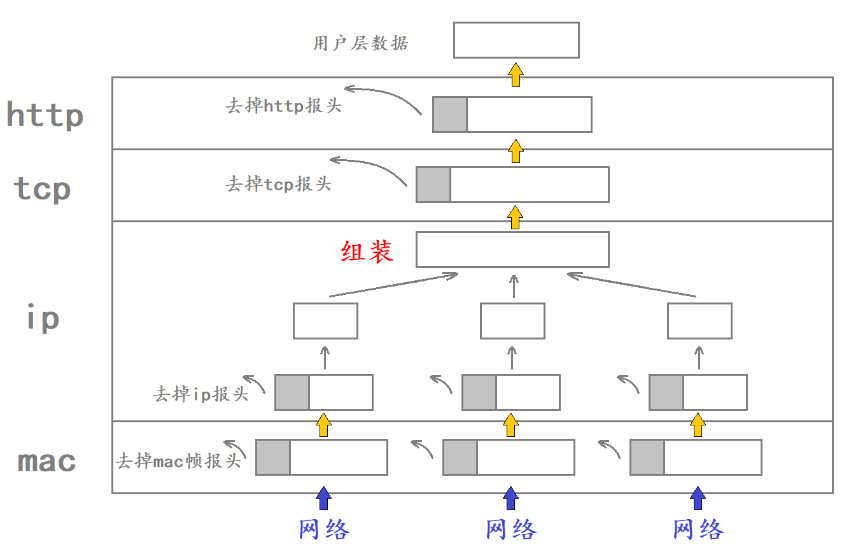 用户层数据
http
去掉http报头
tcp
去掉tcp报头
组装
ip
去掉ip报头
mac
去掉mac帧报头
网络
网络
网络